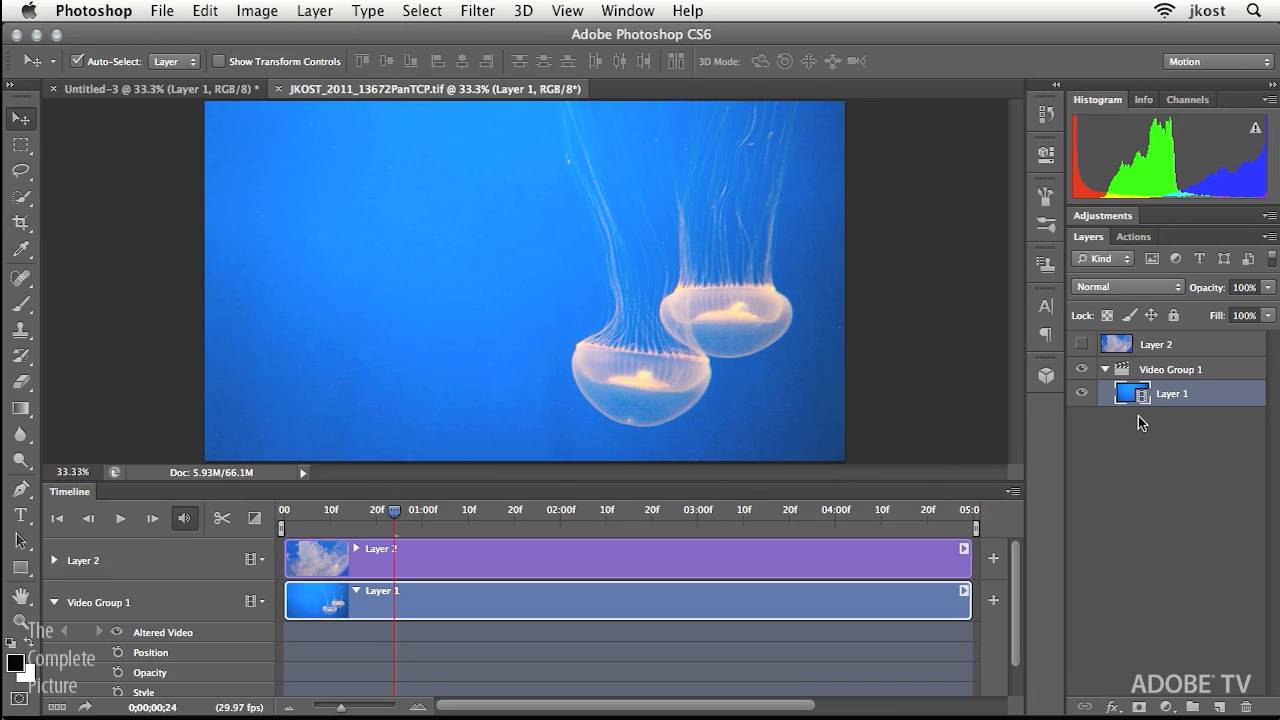 Photoshop File Edit Image Layer Type Select Filter 3D View Window Help jkost
Adobe Photoshop CS6
Auto-Select: Layer Show Transform Controls 3D Mode: Motion
Untitled-3 @ 33.3% (Layer 1, RGB/8) * JKOST_2011_13672PanTCP.tif @ 33.3% (Layer 1, RGB/8*)
Histogram Info Channels
Adjustments
Layers Actions
Kind
Normal Opacity: 100%
Lock: Fill: 100%
Layer 2
Video Group 1
Layer 1
33.33% Doc: 5.93M/66.1M
Timeline
00 10f 20f 01:00f 10f 20f 02:00f 10f 20f 03:00f 10f 20f 04:00f 10f 20f 05:0
Layer 2 Layer 2
Video Group 1 Layer 1
Altered Video
Position
Opacity
Style
0;00;00;24 (29.97 fps)
The
Complete
Picture
ADOBE® TV